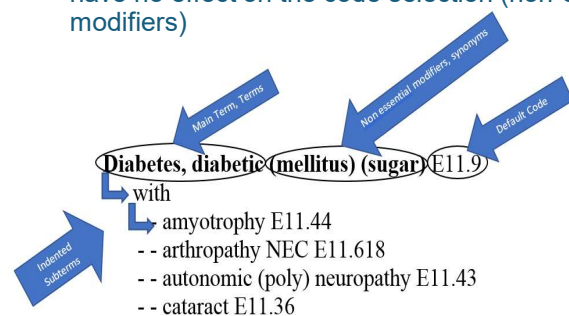 have no effect on the code selection (non-
modifiers)
Main Term, Terms
Non essential modifiers, synonyms
Default Code
Diabetes, diabetic (mellitus) (sugar) E11.9
with
- - amyotrophy E11.44
- - arthropathy NEC E11.618
- - autonomic (poly) neuropathy E11.43
- - cataract E11.36
Indented
Subterms